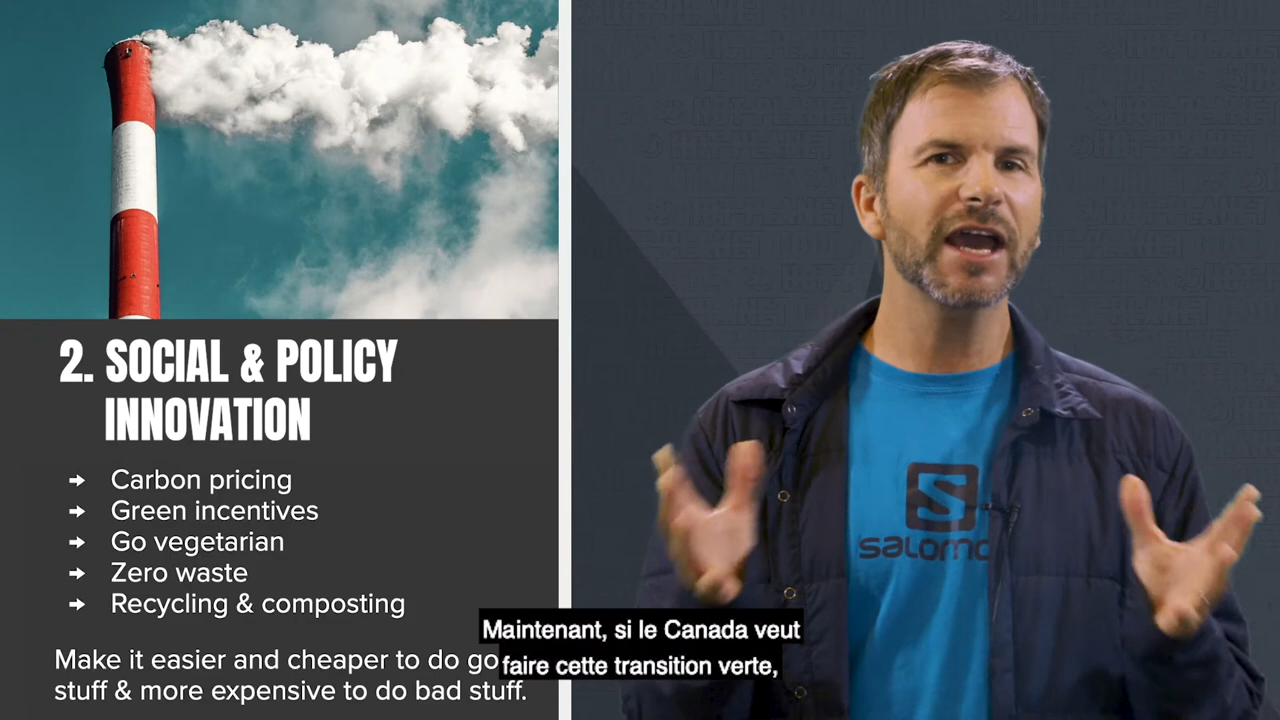 2. SOCIAL & POLICY
INNOVATION
➔ Carbon pricing
➔ Green incentives
➔ Go vegetarian
➔ Zero waste
➔ Recycling & composting
Make it easier and cheaper to do go
stuff & more expensive to do bad stuff.
S
salomo
Maintenant, si le Canada veut
faire cette transition verte,